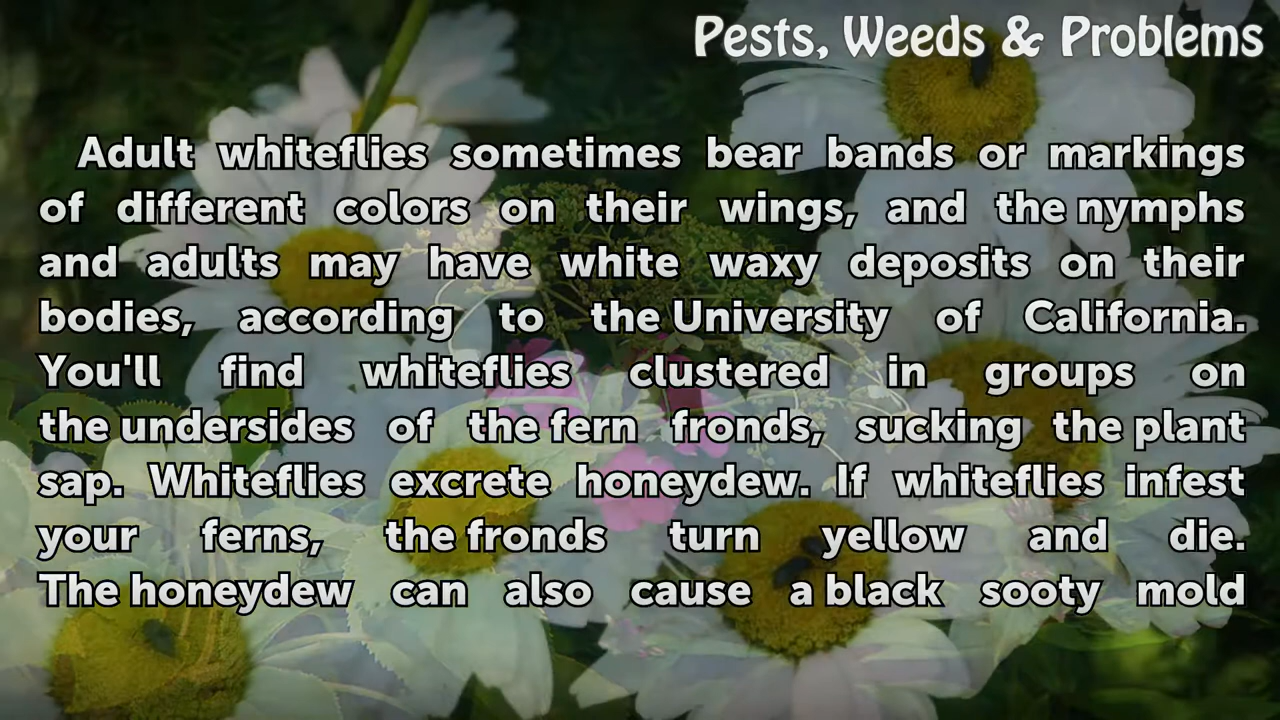 Pests, Weeds & Problems
Adult whiteflies sometimes bear bands or markings
of different colors on their wings, and the nymphs
and adults may have white waxy deposits on their
bodies, according to the University of California.
You'll find whiteflies clustered in groups on
the undersides of the fern fronds, sucking the plant
sap. Whiteflies excrete honeydew. If whiteflies infest
your ferns, the fronds turn yellow and die.
The honeydew can also cause a black sooty mold